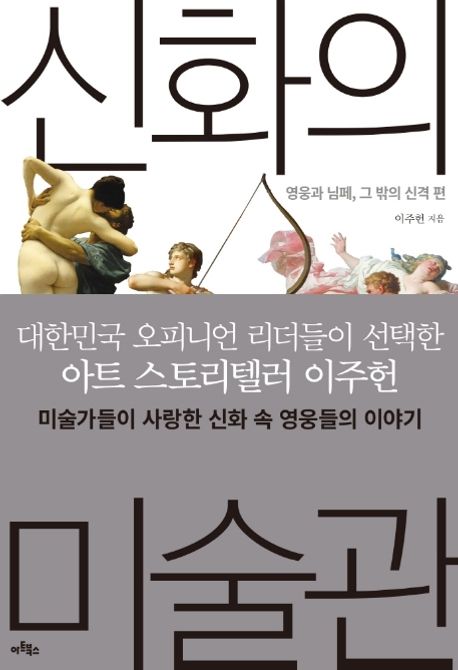 신화의
영웅과 님페, 그 밖의 신격 편
이주헌 지음
대한민국 오피니언 리더들이 선택한
아트 스토리텔러 이주헌
미술가들이 사랑한 신화 속 영웅들의 이야기
미술관
아트북스